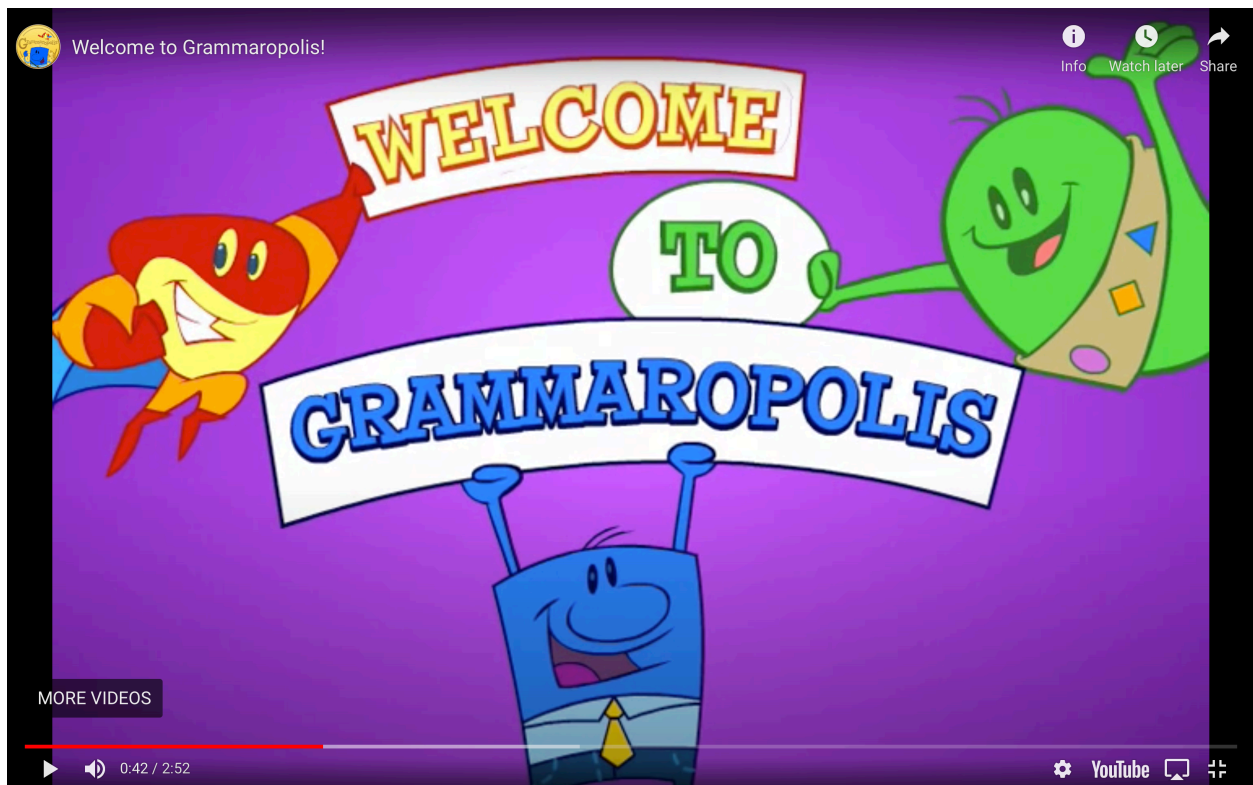 Welcome to Grammaropolis!
Info
Watch later
Share
WELCOME
TO
GRAMMAROPOLIS
MORE VIDEOS
0:42 / 2:52
YouTube